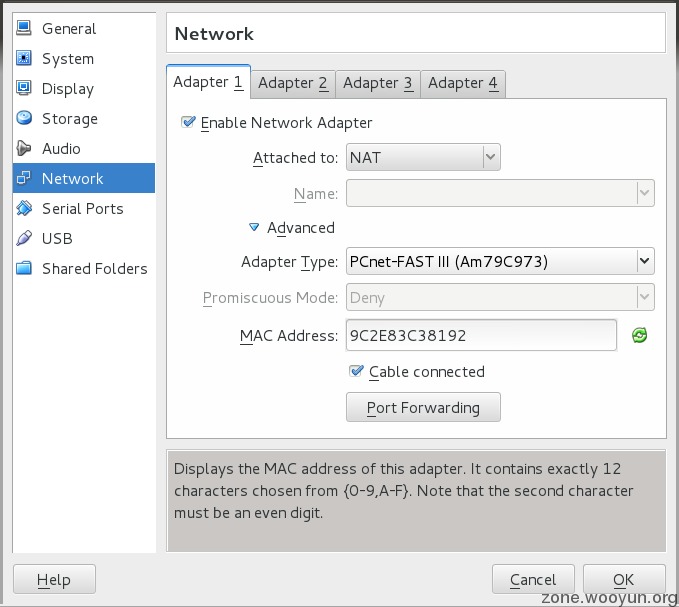 General
System
Display
Storage
Audio
Network
Serial Ports
USB
Shared Folders
Network
Adapter 1 Adapter 2 Adapter 3 Adapter 4
Enable Network Adapter
Attached to: NAT
Name:
Advanced
Adapter Type: PCnet-FAST III (Am79C973)
Promiscuous Mode: Deny
MAC Address: 9C2E83C38192
Cable connected
Port Forwarding
Displays the MAC address of this adapter. It contains exactly 12
characters chosen from {0-9,A-F}. Note that the second character
must be an even digit.
Help Cancel OK
zone.wooyun.org